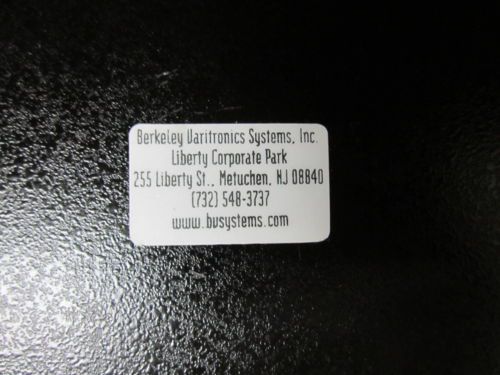 Berkeley Varitronics Systems, Inc.
Liberty Corporate Park
255 Liberty St., Metuchen, NJ 08840
(732) 548-3737
www.bvsystems.com